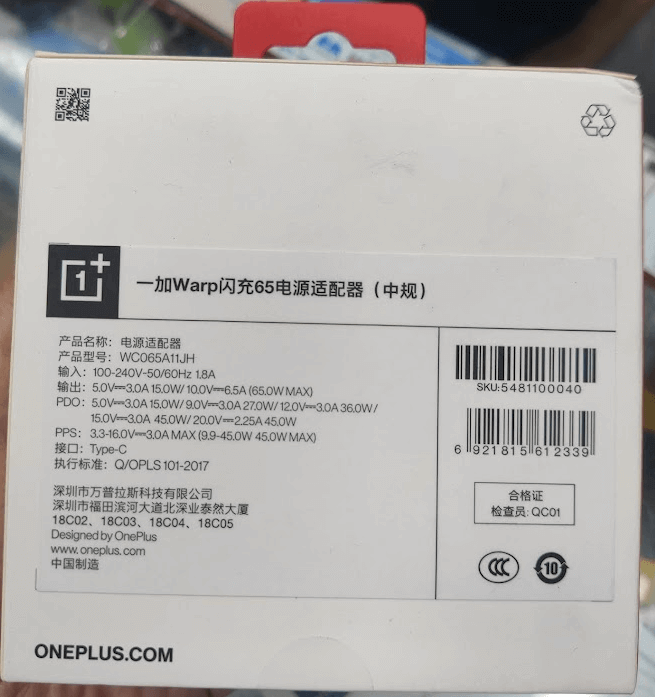 1+
一加Warp闪充65电源适配器（中规）
产品名称：电源适配器
产品型号：WC065A11JH
输入：100-240V~50/60Hz 1.8A
输出：5.0V⎓3.0A 15.0W/ 10.0V⎓6.5A (65.0W MAX)
PDO：5.0V⎓3.0A 15.0W/ 9.0V⎓3.0A 27.0W/ 12.0V⎓3.0A 36.0W/
15.0V⎓3.0A 45.0W/ 20.0V⎓2.25A 45.0W
PPS：3.3-16.0V⎓3.0A MAX (9.9-45.0W 45.0W MAX)
接口：Type-C
执行标准：Q/OPLS 101-2017
深圳市万普拉斯科技有限公司
深圳市福田滨河大道北深业泰然大厦
18C02、18C03、18C04、18C05
Designed by OnePlus
www.oneplus.com
中国制造
SKU:5481100040
6 921815 612339
合格证
检查员: QC01
CCC
10
ONEPLUS.COM